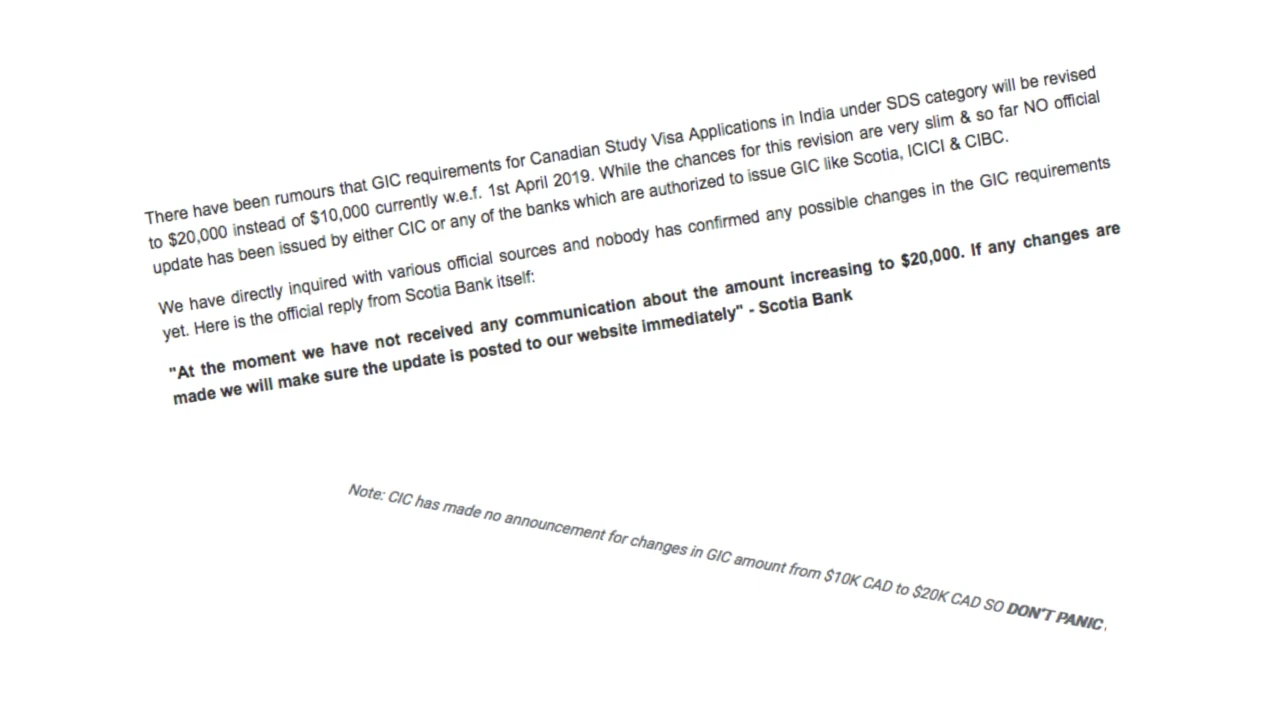 There have been rumours that GIC requirements for Canadian Study Visa Applications in India under SDS category will be revised
to $20,000 instead of $10,000 currently w.e.f. 1st April 2019. While the chances for this revision are very slim & so far NO official
update has been issued by either CIC or any of the banks which are authorized to issue GIC like Scotia, ICICI & CIBC.
We have directly inquired with various official sources and nobody has confirmed any possible changes in the GIC requirements
yet. Here is the official reply from Scotia Bank itself:
"At the moment we have not received any communication about the amount increasing to $20,000. If any changes are
made we will make sure the update is posted to our website immediately" - Scotia Bank
Note: CIC has made no announcement for changes in GIC amount from $10K CAD to $20K CAD SO DON'T PANIC.